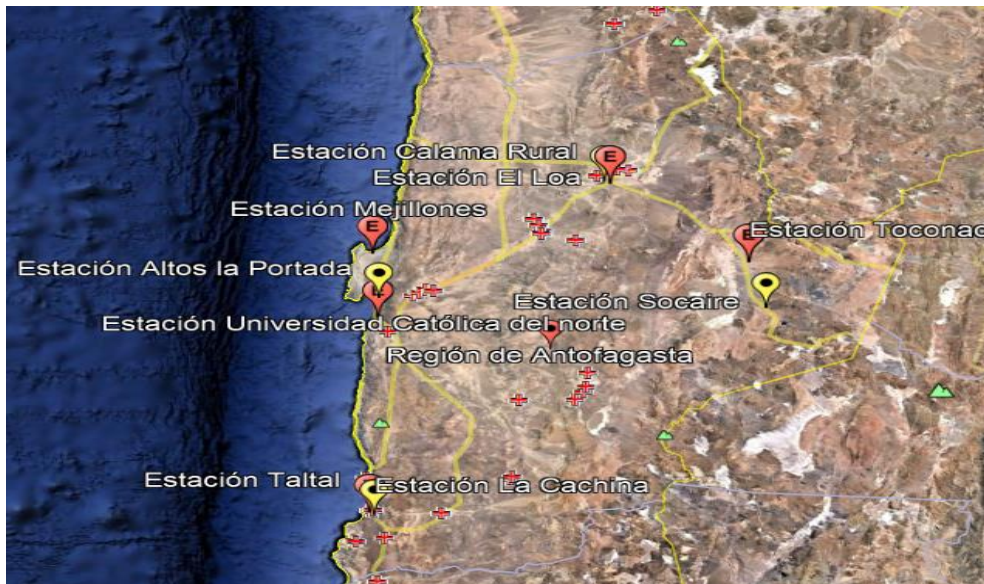 Estación Calama Rural
E
Estación El Loa
Estación Mejillones
E
Estación Toconao
Estación Altos la Portada
Estación Socaire
Estación Universidad Católica del norte
Región de Antofagasta
Estación Taltal
Estación La Cachina